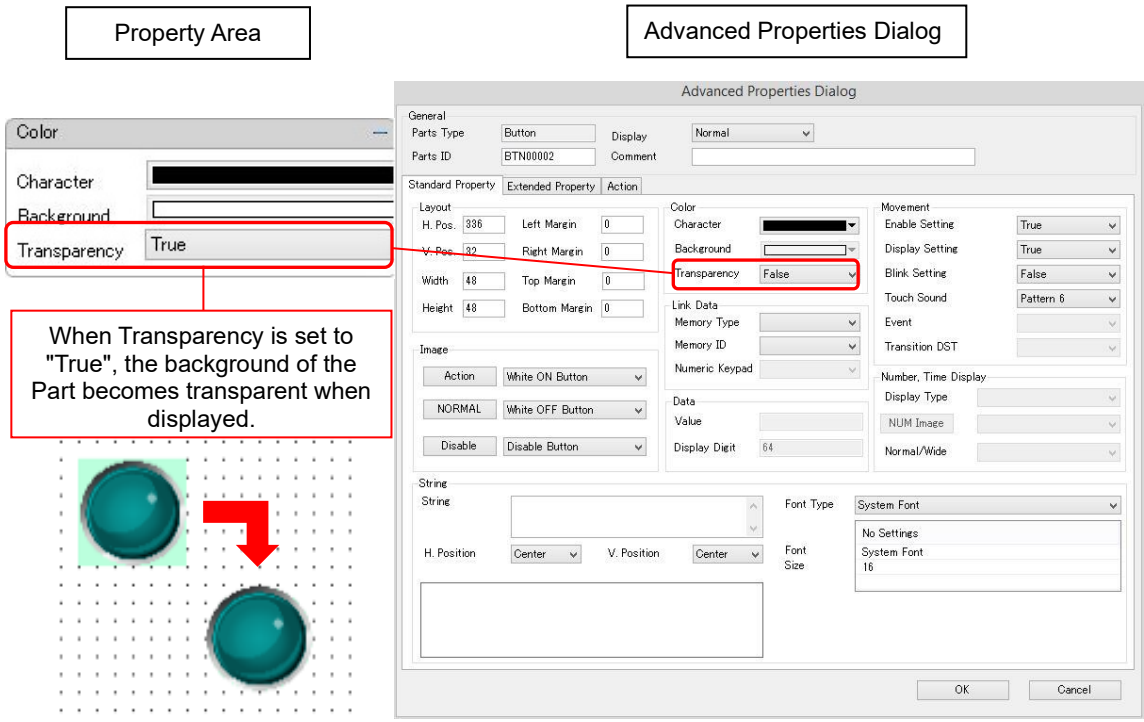 Property Area
Advanced Properties Dialog
Color
Character
Background
Transparency True
When Transparency is set to
"True", the background of the
Part becomes transparent when
displayed.
Advanced Properties Dialog
General
Parts Type Button Display Normal
Parts ID BTN00002 Comment
Standard Property Extended Property Action
Layout
H. Pos. 336 Left Margin 0
V. Pos. 32 Right Margin 0
Width 48 Top Margin 0
Height 48 Bottom Margin 0
Image
Action White ON Button
NORMAL White OFF Button
Disable Disable Button
Color
Character
Background
Transparency False
Link Data
Memory Type
Memory ID
Numeric Keypad
Data
Value
Display Digit 64
Movement
Enable Setting True
Display Setting True
Blink Setting False
Touch Sound Pattern 6
Event
Transition DST
Number, Time Display
Display Type
NUM Image
Normal/Wide
String
String
H. Position Center V. Position Center
Font Type System Font
Font
Size
No Settings
System Font
16
OK Cancel